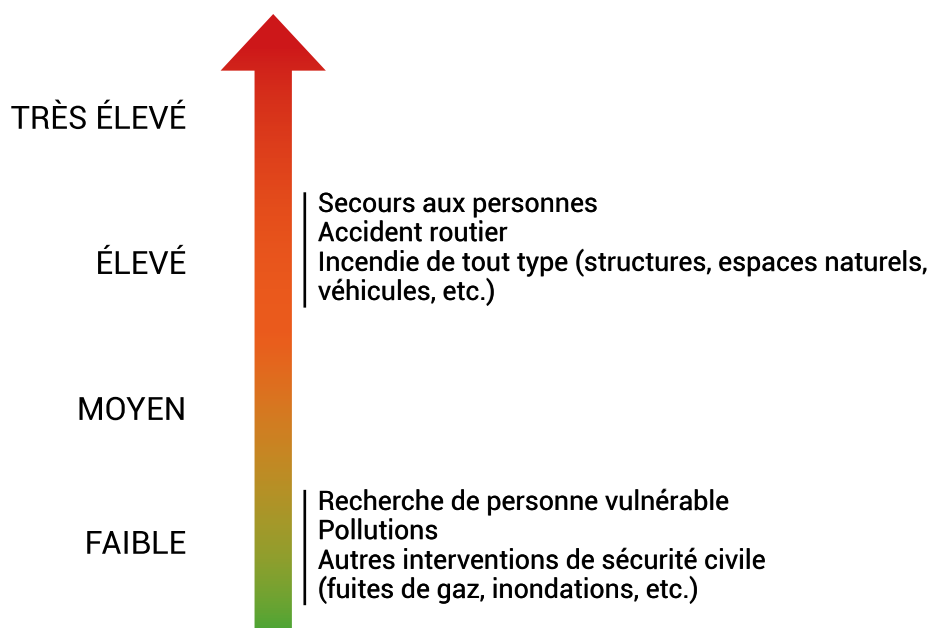 TRÈS ÉLEVÉ
ÉLEVÉ
Secours aux personnes
Accident routier
Incendie de tout type (structures, espaces naturels,
véhicules, etc.)
MOYEN
FAIBLE
Recherche de personne vulnérable
Pollutions
Autres interventions de sécurité civile
(fuites de gaz, inondations, etc.)